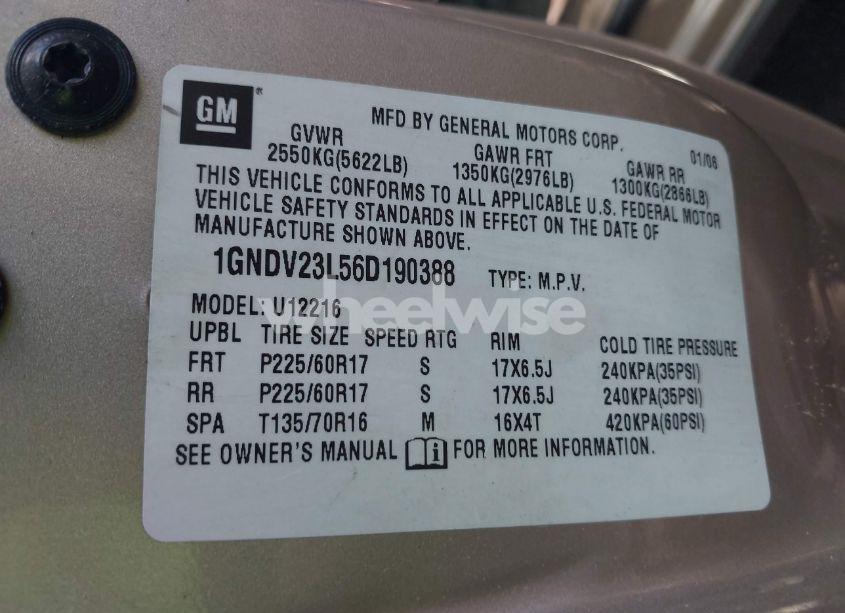 GM®
MFD BY GENERAL MOTORS CORP. 01/06
GVWR GAWR FRT GAWR RR
2550KG(5622LB) 1350KG(2976LB) 1300KG(2866LB)
THIS VEHICLE CONFORMS TO ALL APPLICABLE U.S. FEDERAL MOTOR
VEHICLE SAFETY STANDARDS IN EFFECT ON THE DATE OF
MANUFACTURE SHOWN ABOVE.
1GNDV23L56D190388 TYPE: M.P.V.
MODEL: U12216
wheelwise
UPBL TIRE SIZE SPEED RTG RIM COLD TIRE PRESSURE
FRT P225/60R17 S 17X6.5J 240KPA(35PSI)
RR P225/60R17 S 17X6.5J 240KPA(35PSI)
SPA T135/70R16 M 16X4T 420KPA(60PSI)
SEE OWNER'S MANUAL i FOR MORE INFORMATION.